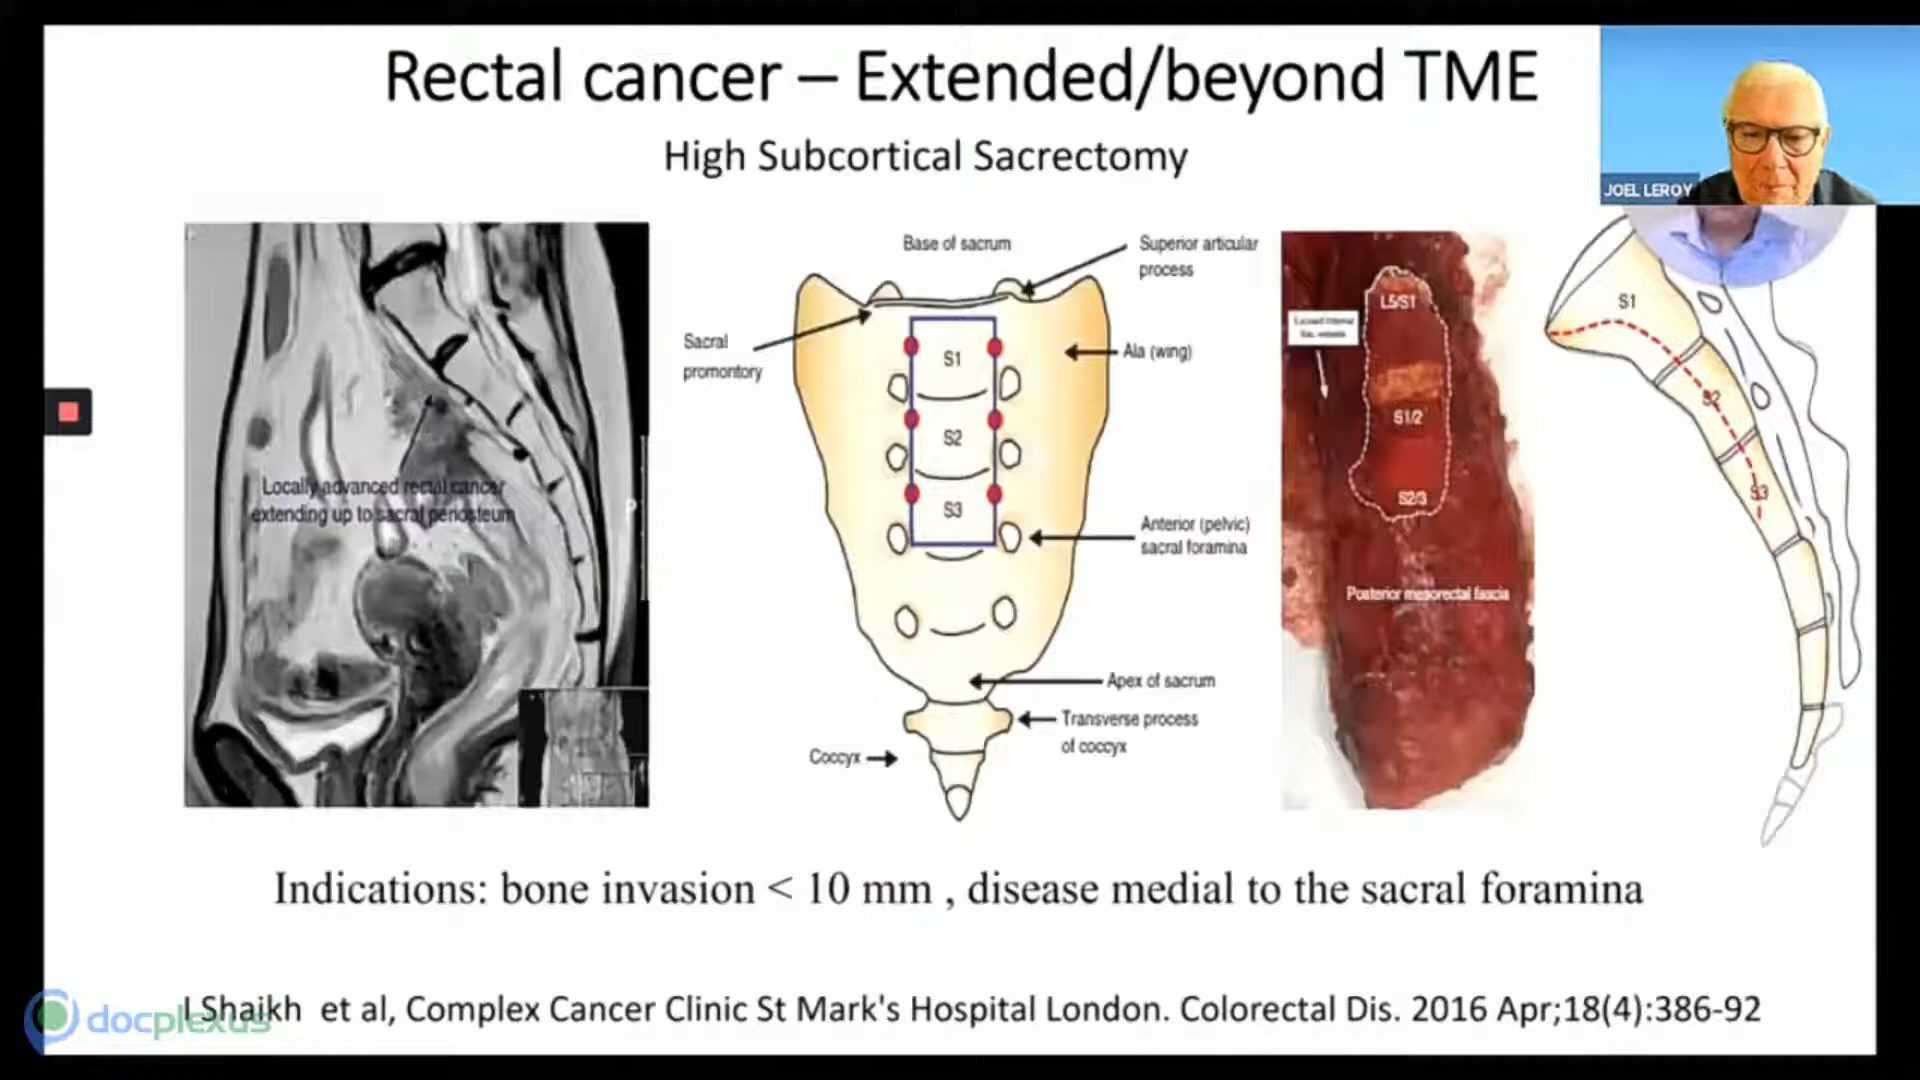 Rectal cancer – Extended/beyond TME
High Subcortical Sacrectomy
JOEL LEROY
Locally advanced rectal cancer
extending up to sacral periosteum
Base of sacrum
Superior articular
process
Sacral
promontory
S1
S2
S3
Ala (wing)
Anterior (pelvic)
sacral foramina
Apex of sacrum
Transverse process
of coccyx
Coccyx
L5/S1
S1/2
S2/3
Posterior mesorectal fascia
S1
S2
S3
Indications: bone invasion < 10 mm , disease medial to the sacral foramina
I Shaikh et al, Complex Cancer Clinic St Mark's Hospital London. Colorectal Dis. 2016 Apr;18(4):386-92
docplexus